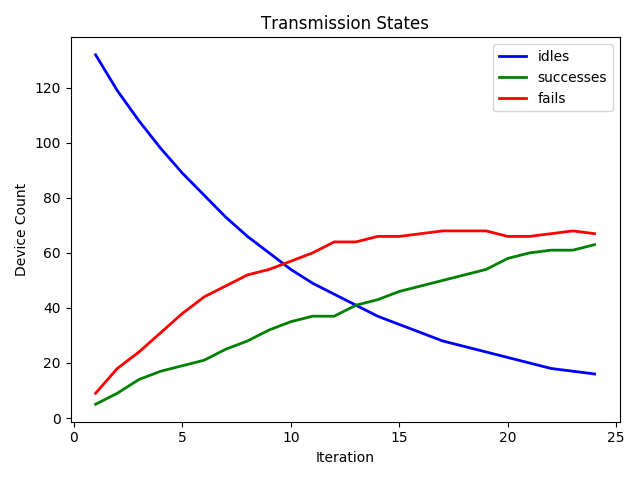 Transmission States
idles
successes
fails
120
100
80
60
40
20
0
Device Count
0 5 10 15 20 25
Iteration